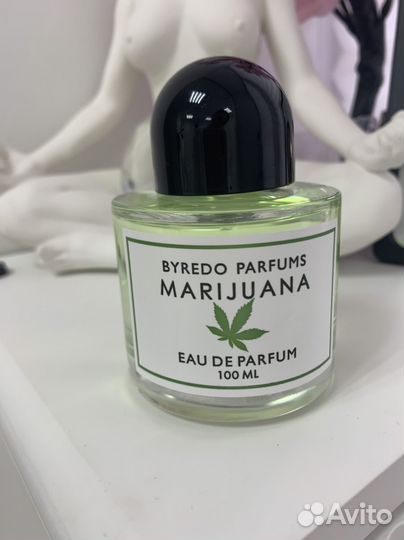 BYREDO PARFUMS
MARIJUANA
EAU DE PARFUM
100 ML
Avito